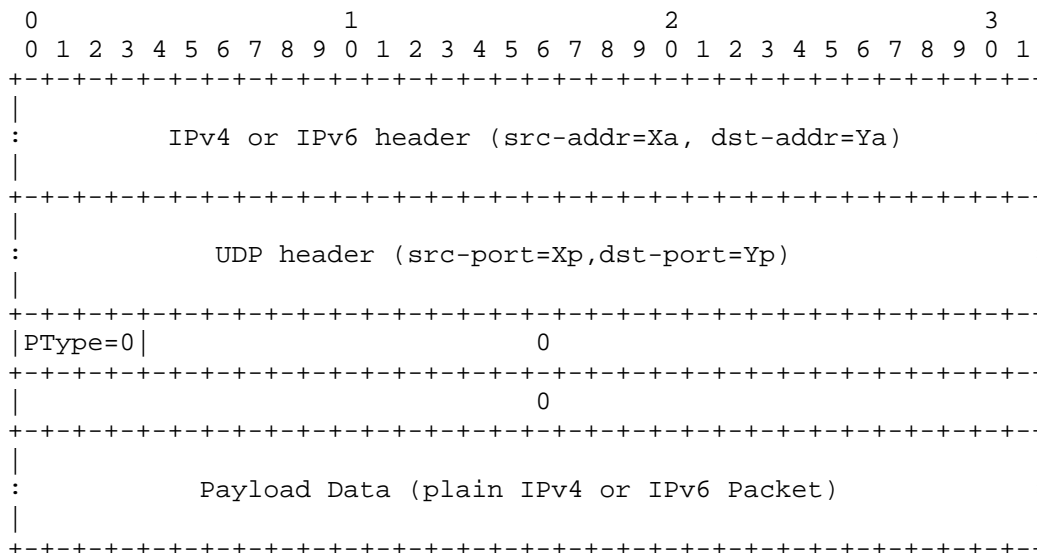 0                   1                   2                   3
 0 1 2 3 4 5 6 7 8 9 0 1 2 3 4 5 6 7 8 9 0 1 2 3 4 5 6 7 8 9 0 1
+-+-+-+-+-+-+-+-+-+-+-+-+-+-+-+-+-+-+-+-+-+-+-+-+-+-+-+-+-+-+-+--
|
:         IPv4 or IPv6 header (src-addr=Xa, dst-addr=Ya)
|
+-+-+-+-+-+-+-+-+-+-+-+-+-+-+-+-+-+-+-+-+-+-+-+-+-+-+-+-+-+-+-+--
|
:            UDP header (src-port=Xp,dst-port=Yp)
|
+-+-+-+-+-+-+-+-+-+-+-+-+-+-+-+-+-+-+-+-+-+-+-+-+-+-+-+-+-+-+-+--
|PType=0|                        0
+-+-+-+-+-+-+-+-+-+-+-+-+-+-+-+-+-+-+-+-+-+-+-+-+-+-+-+-+-+-+-+--
|                                0
+-+-+-+-+-+-+-+-+-+-+-+-+-+-+-+-+-+-+-+-+-+-+-+-+-+-+-+-+-+-+-+--
|
:           Payload Data (plain IPv4 or IPv6 Packet)
|
+-+-+-+-+-+-+-+-+-+-+-+-+-+-+-+-+-+-+-+-+-+-+-+-+-+-+-+-+-+-+-+--